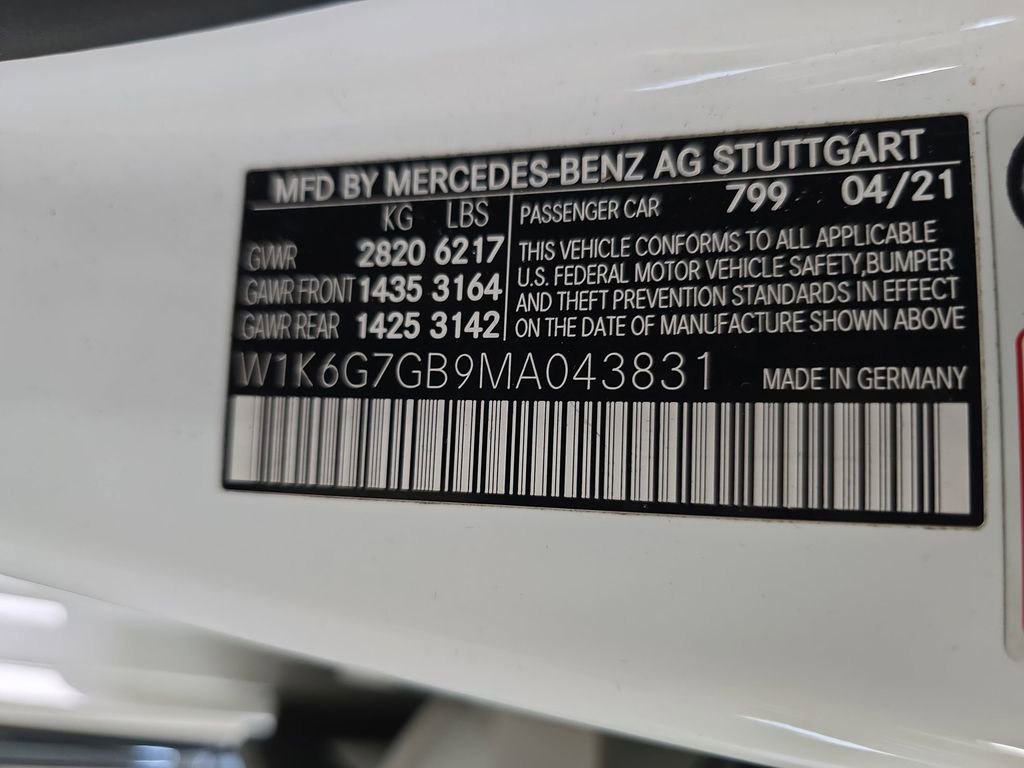 MFD BY MERCEDES-BENZ AG STUTTGART
KG LBS
GVWR 2820 6217
GAWR FRONT 1435 3164
GAWR REAR 1425 3142
PASSENGER CAR 799 04/21
THIS VEHICLE CONFORMS TO ALL APPLICABLE
U.S. FEDERAL MOTOR VEHICLE SAFETY,BUMPER
AND THEFT PREVENTION STANDARDS IN EFFECT
ON THE DATE OF MANUFACTURE SHOWN ABOVE
W1K6G7GB9MA043831 MADE IN GERMANY